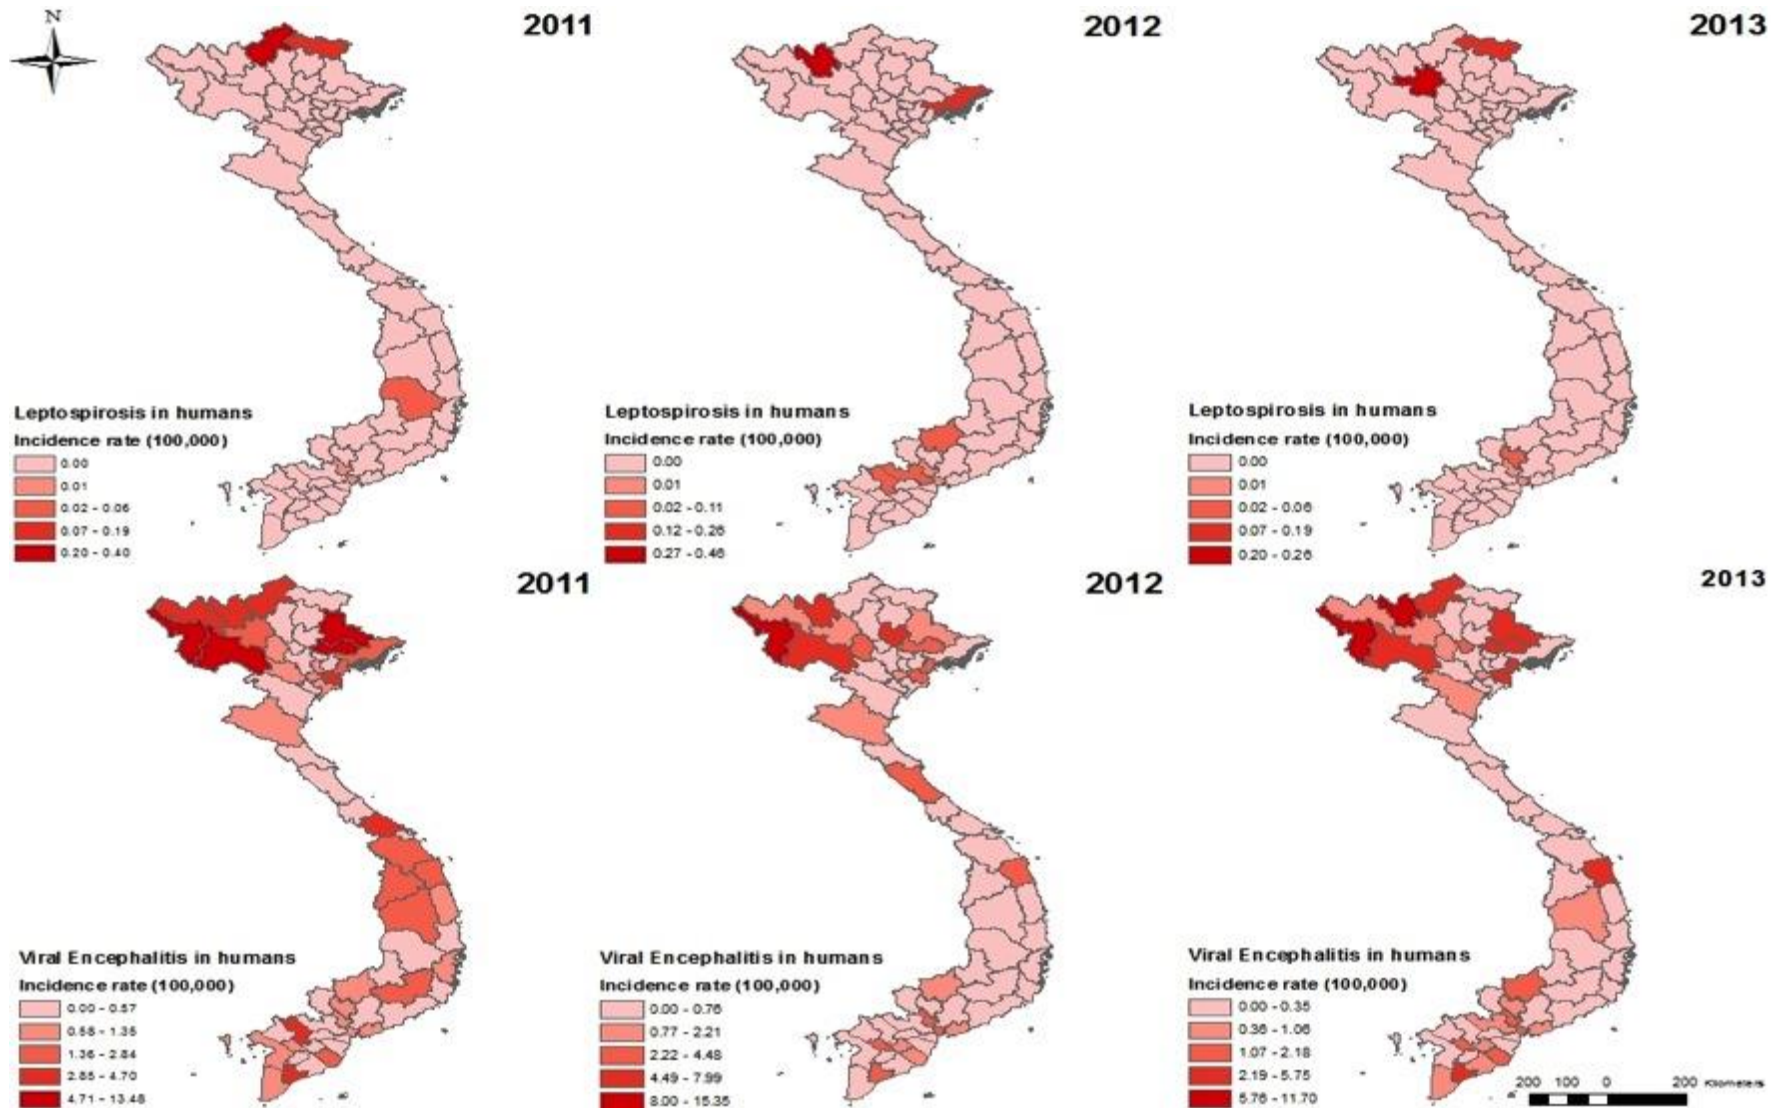 N
2011
2012
2013
Leptospirosis in humans
Incidence rate (100,000)
0.00
0.01
0.02 - 0.06
0.07 - 0.19
0.20 - 0.40
Leptospirosis in humans
Incidence rate (100,000)
0.00
0.01
0.02 - 0.11
0.12 - 0.26
0.27 - 0.46
Leptospirosis in humans
Incidence rate (100,000)
0.00
0.01
0.02 - 0.06
0.07 - 0.19
0.20 - 0.26
2011
2012
2013
Viral Encephalitis in humans
Incidence rate (100,000)
0.00 - 0.57
0.58 - 1.35
1.36 - 2.84
2.85 - 4.70
4.71 - 13.48
Viral Encephalitis in humans
Incidence rate (100,000)
0.00 - 0.76
0.77 - 2.21
2.22 - 4.48
4.49 - 7.99
8.00 - 15.35
Viral Encephalitis in humans
Incidence rate (100,000)
0.00 - 0.35
0.36 - 1.06
1.07 - 2.18
2.19 - 5.75
5.76 - 11.70
200 100 0 200 Kilometers